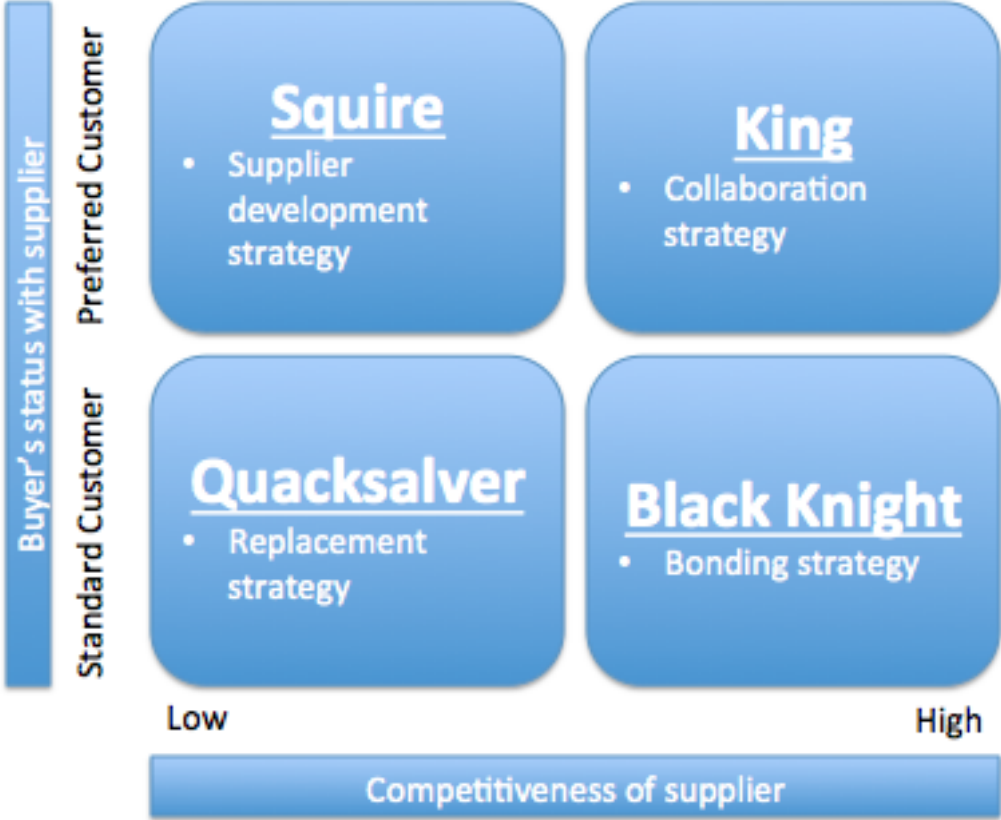 Buyer's status with supplier
Preferred Customer
Standard Customer
Squire
• Supplier
development
strategy
King
• Collaboration
strategy
Quacksalver
• Replacement
strategy
Black Knight
• Bonding strategy
Low
High
Competitiveness of supplier